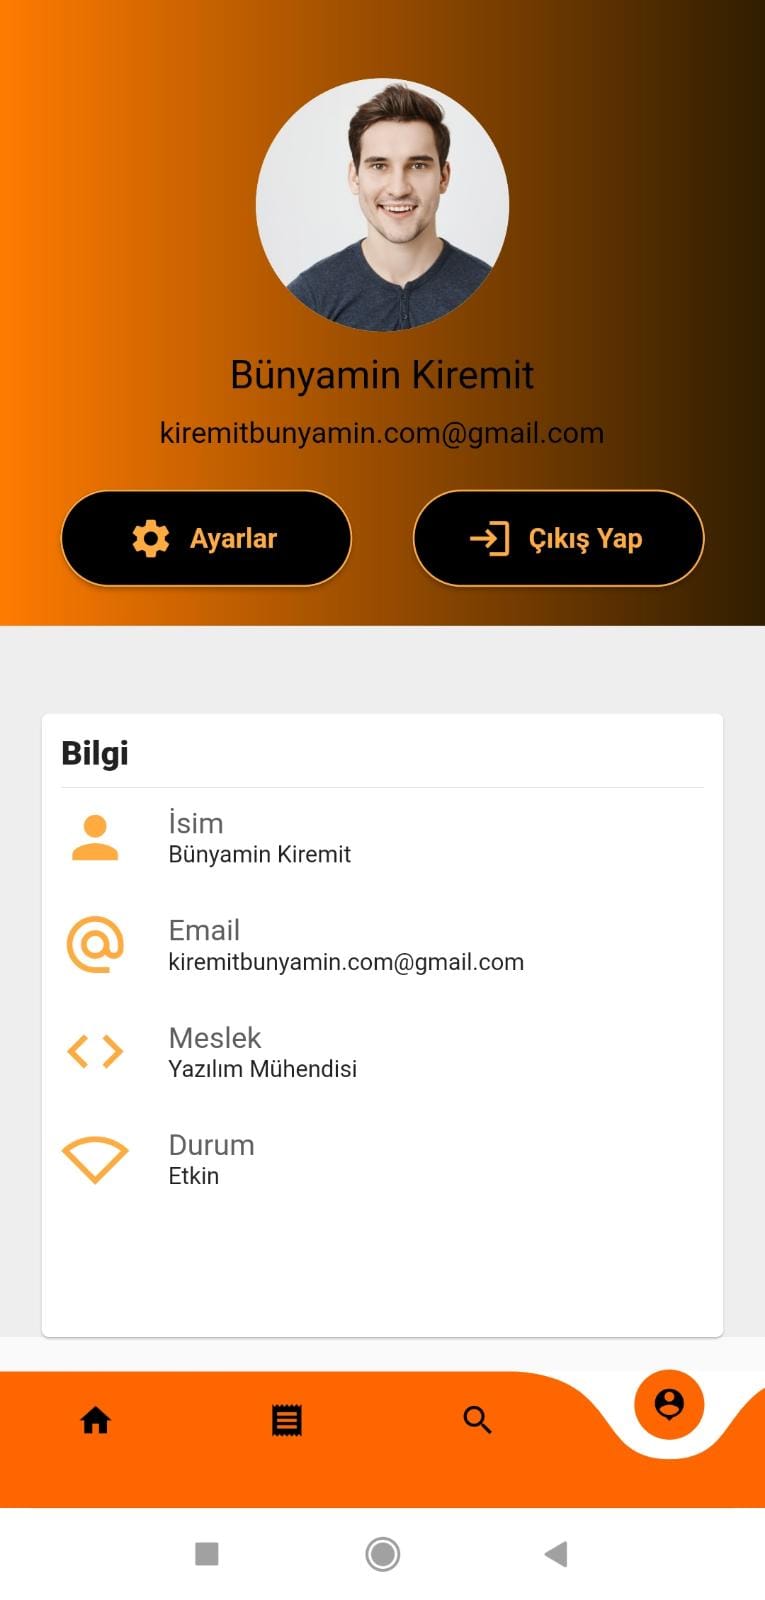 Bünyamin Kiremit
kiremitbunyamin.com@gmail.com
Ayarlar
Çıkış Yap
Bilgi
İsim
Bünyamin Kiremit
Email
kiremitbunyamin.com@gmail.com
Meslek
Yazılım Mühendisi
Durum
Etkin